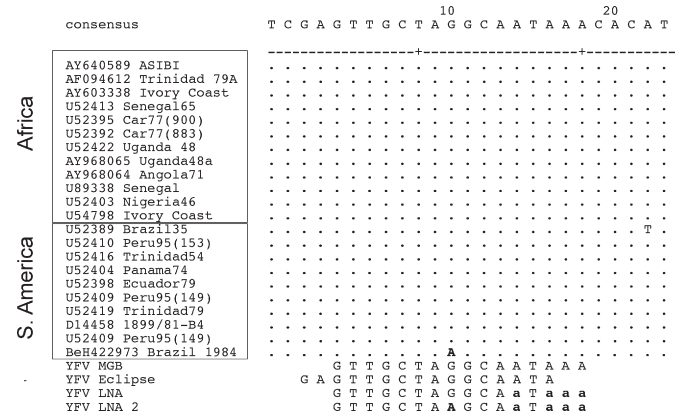 10 20
consensus T C G A G T T G C T A G G C A A T A A A C A C A T
---------+---------+-----
Africa
AY640589 ASIBI . . . . . . . . . . . . . . . . . . . . . . . . .
AF094612 Trinidad 79A . . . . . . . . . . . . . . . . . . . . . . . . .
AY603338 Ivory Coast . . . . . . . . . . . . . . . . . . . . . . . . .
U52413 Senegal65 . . . . . . . . . . . . . . . . . . . . . . . . .
U52395 Car77(900) . . . . . . . . . . . . . . . . . . . . . . . . .
U52392 Car77(883) . . . . . . . . . . . . . . . . . . . . . . . . .
U52422 Uganda 48 . . . . . . . . . . . . . . . . . . . . . . . . .
AY968065 Uganda48a . . . . . . . . . . . . . . . . . . . . . . . . .
AY968064 Angola71 . . . . . . . . . . . . . . . . . . . . . . . . .
U89338 Senegal . . . . . . . . . . . . . . . . . . . . . . . . .
U52403 Nigeria46 . . . . . . . . . . . . . . . . . . . . . . . . .
U54798 Ivory Coast . . . . . . . . . . . . . . . . . . . . . . . . .
S. America
U52389 Brazil35 . . . . . . . . . . . . . . . . . . . . . . . T .
U52410 Peru95(153) . . . . . . . . . . . . . . . . . . . . . . . . .
U52416 Trinidad54 . . . . . . . . . . . . . . . . . . . . . . . . .
U52404 Panama74 . . . . . . . . . . . . . . . . . . . . . . . . .
U52398 Ecuador79 . . . . . . . . . . . . . . . . . . . . . . . . .
U52409 Peru95(149) . . . . . . . . . . . . . . . . . . . . . . . . .
U52419 Trinidad79 . . . . . . . . . . . . . . . . . . . . . . . . .
D14458 1899/81-B4 . . . . . . . . . . . . . . . . . . . . . . . . .
U52409 Peru95(149) . . . . . . . . . . . . . . . . . . . . . . . . .
BeH422973 Brazil 1984 . . . . . . . . . . . A . . . . . . . . . . . . .
YFV MGB G T T G C T A G G C A A T A A A
YFV Eclipse G A G T T G C T A G G C A A T A
YFV LNA G T T G C T A G G C A a T a a a
YFV LNA 2 G T T G C T A A G C A a T a a a